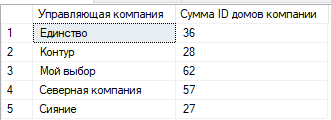 Управляющая компания Сумма ID домов компании
1 Единство 36
2 Контур 28
3 Мой выбор 62
4 Северная компания 57
5 Сияние 27